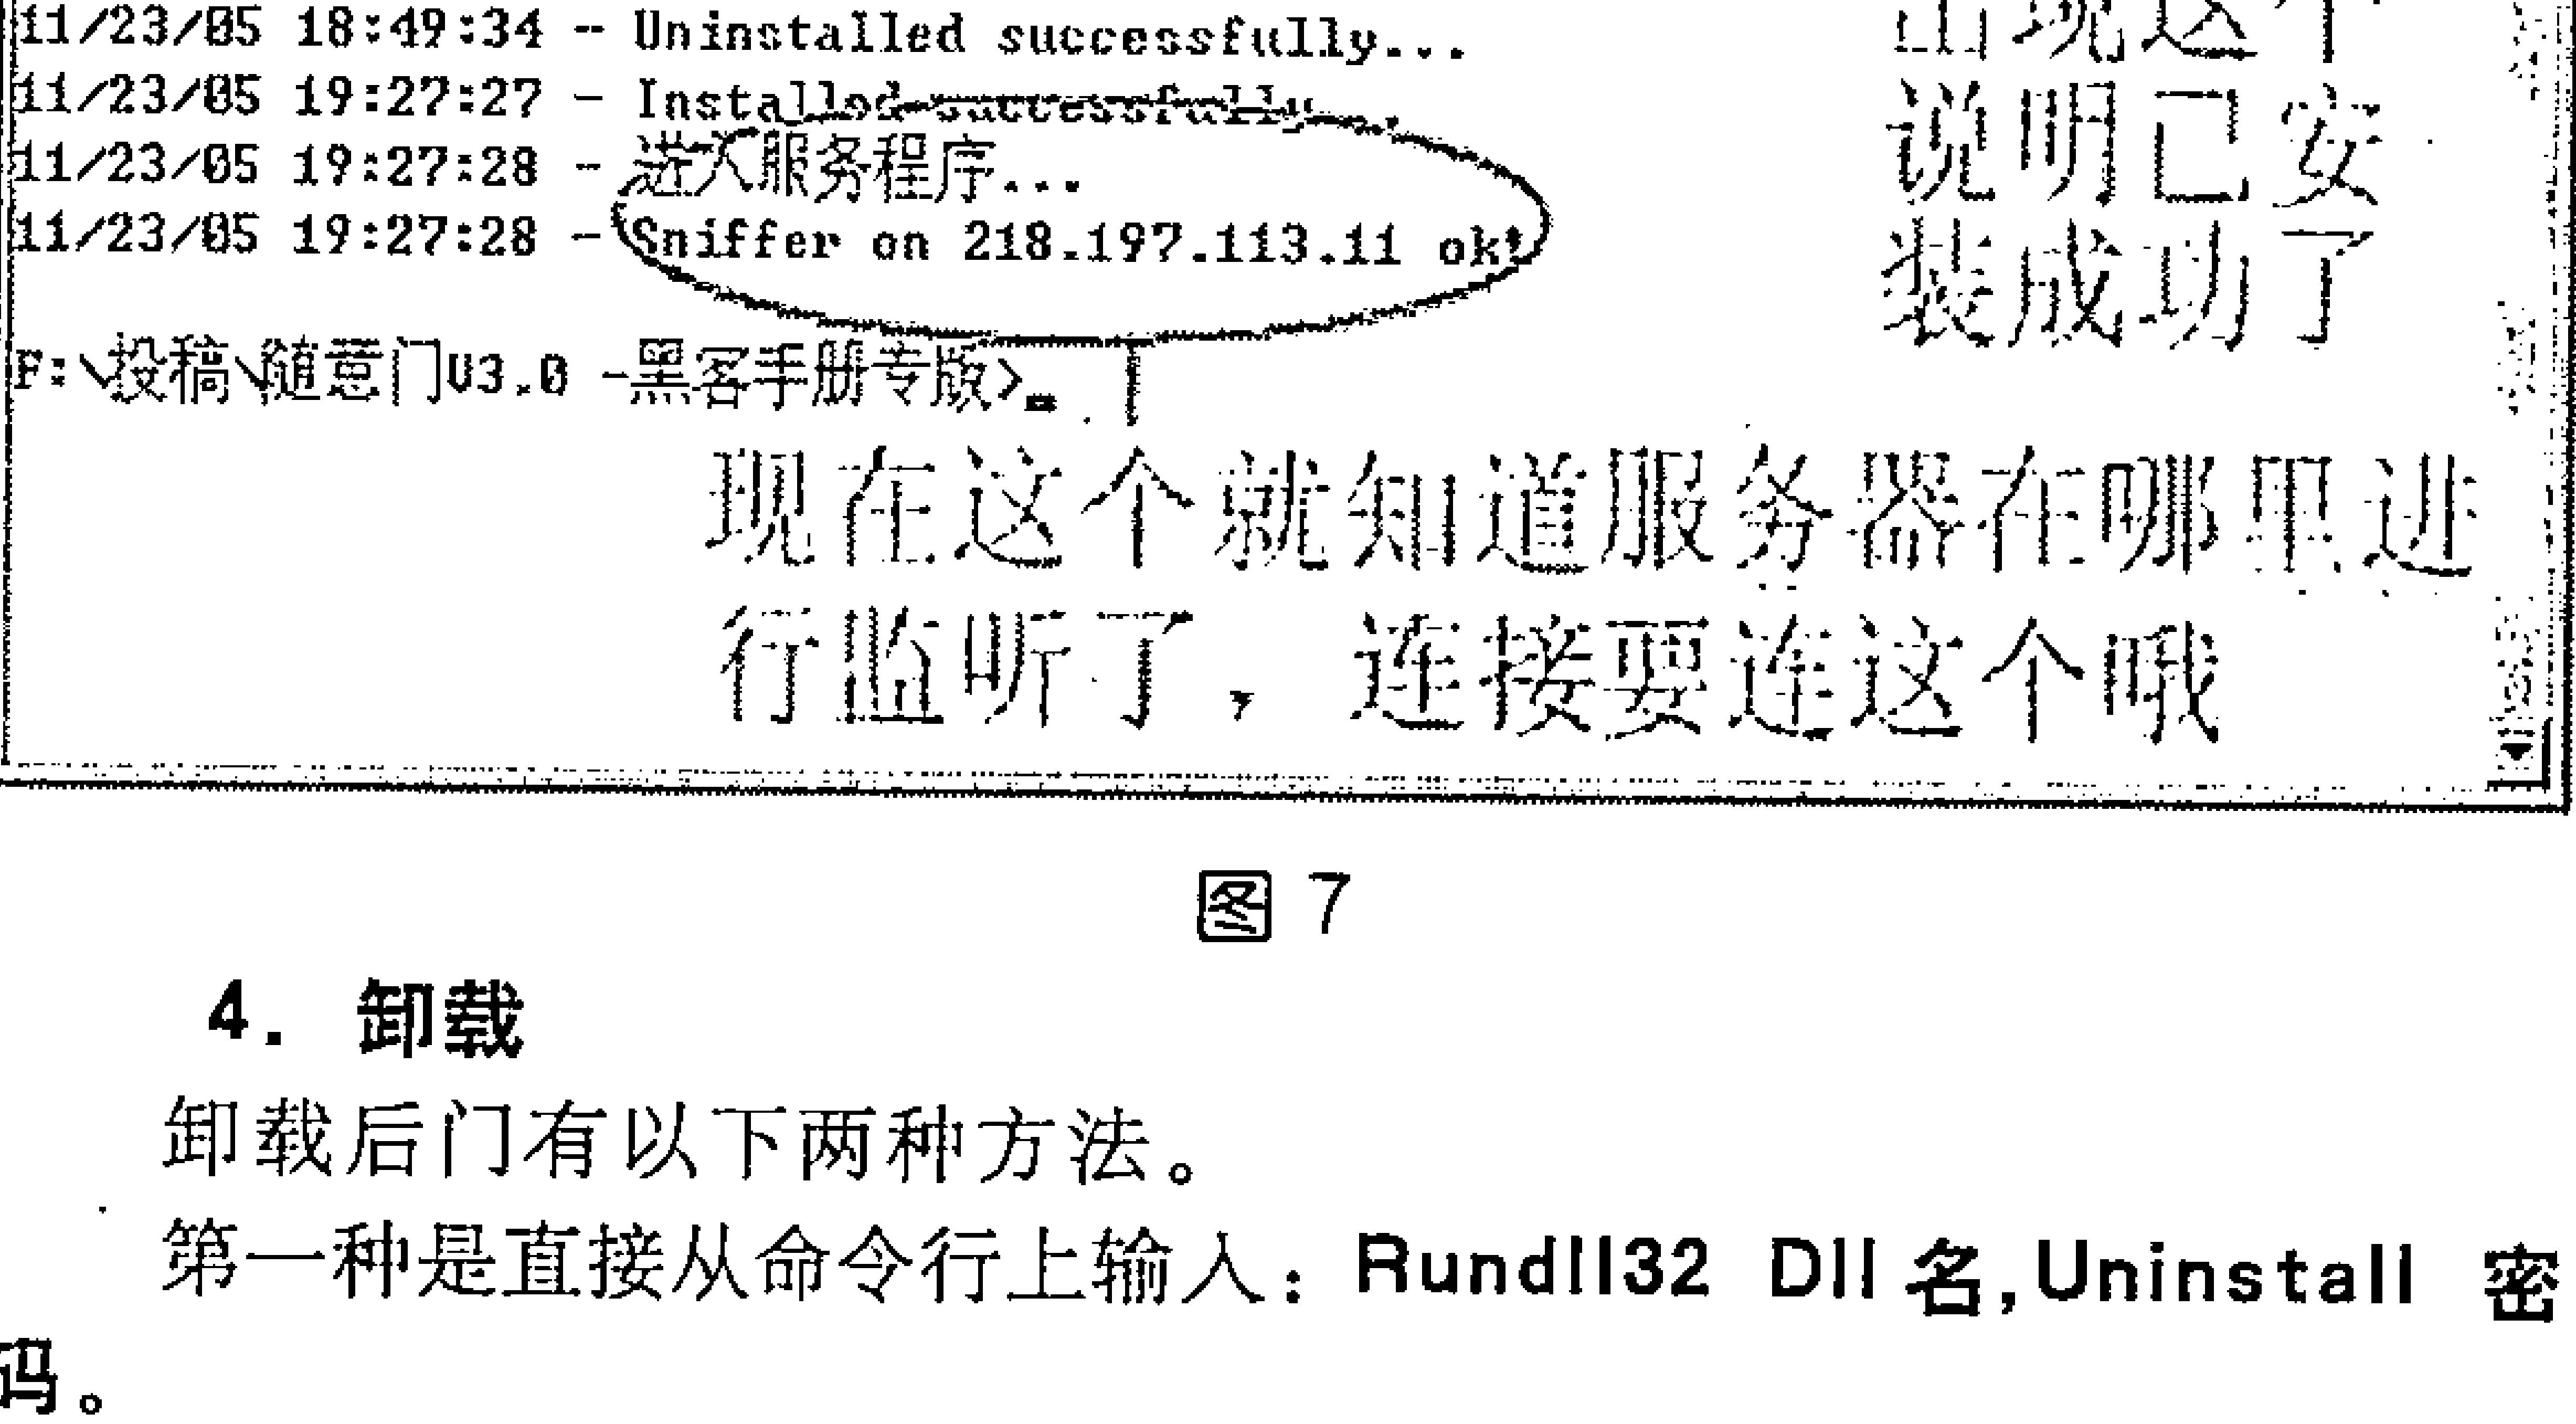 11/23/05 18:49:34 - Uninstalled successfully...
出现这个
11/23/05 19:27:27 - Installed successfully...
说明已安
11/23/05 19:27:28 - 进入服务程序...
11/23/05 19:27:28 - Sniffer on 218.197.113.11 ok!
装成功了
F:\投稿\随意门V3.0 -黑客手册专版>_
现在这个就知道服务器在哪里进
行监听了，连接要连这个哦
图 7
4. 卸载
卸载后门有以下两种方法。
第一种是直接从命令行上输入：Rundll32 Dll名,Uninstall 密
码。